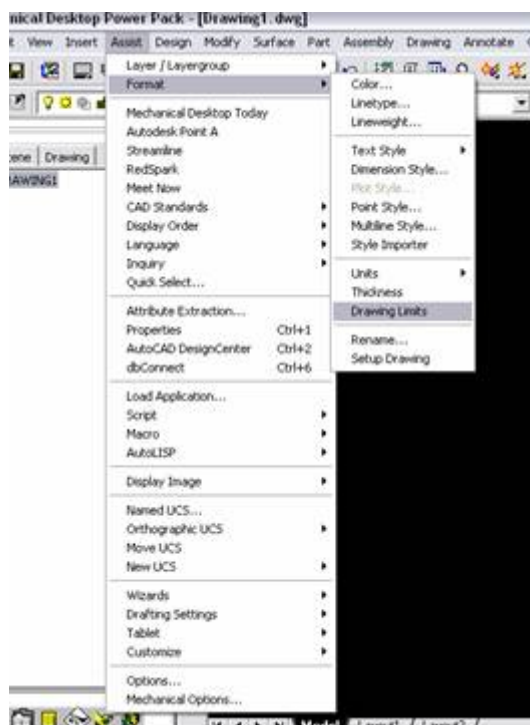 nical Desktop Power Pack - [Drawing1.dwg]
View Insert Assist Design Modify Surface Part Assembly Drawing Annotate
Layer / Layergroup
Format
Mechanical Desktop Today
Autodesk Point A
Streamline
RedSpark
Meet Now
CAD Standards
Display Order
Language
Inquiry
Quick Select...
Attribute Extraction...
Properties Ctrl+1
AutoCAD DesignCenter Ctrl+2
dbConnect Ctrl+6
Load Application...
Script
Macro
AutoLISP
Display Image
Named UCS...
Orthographic UCS
Move UCS
New UCS
Wizards
Drafting Settings
Tablet
Customize
Options...
Mechanical Options...
Color...
Linetype...
Lineweight...
Text Style
Dimension Style...
Plot Style...
Point Style...
Multiline Style...
Style Importer
Units
Thickness
Drawing Limits
Rename...
Setup Drawing
cene Drawing
RAWING1
Model Layout1 Layout2